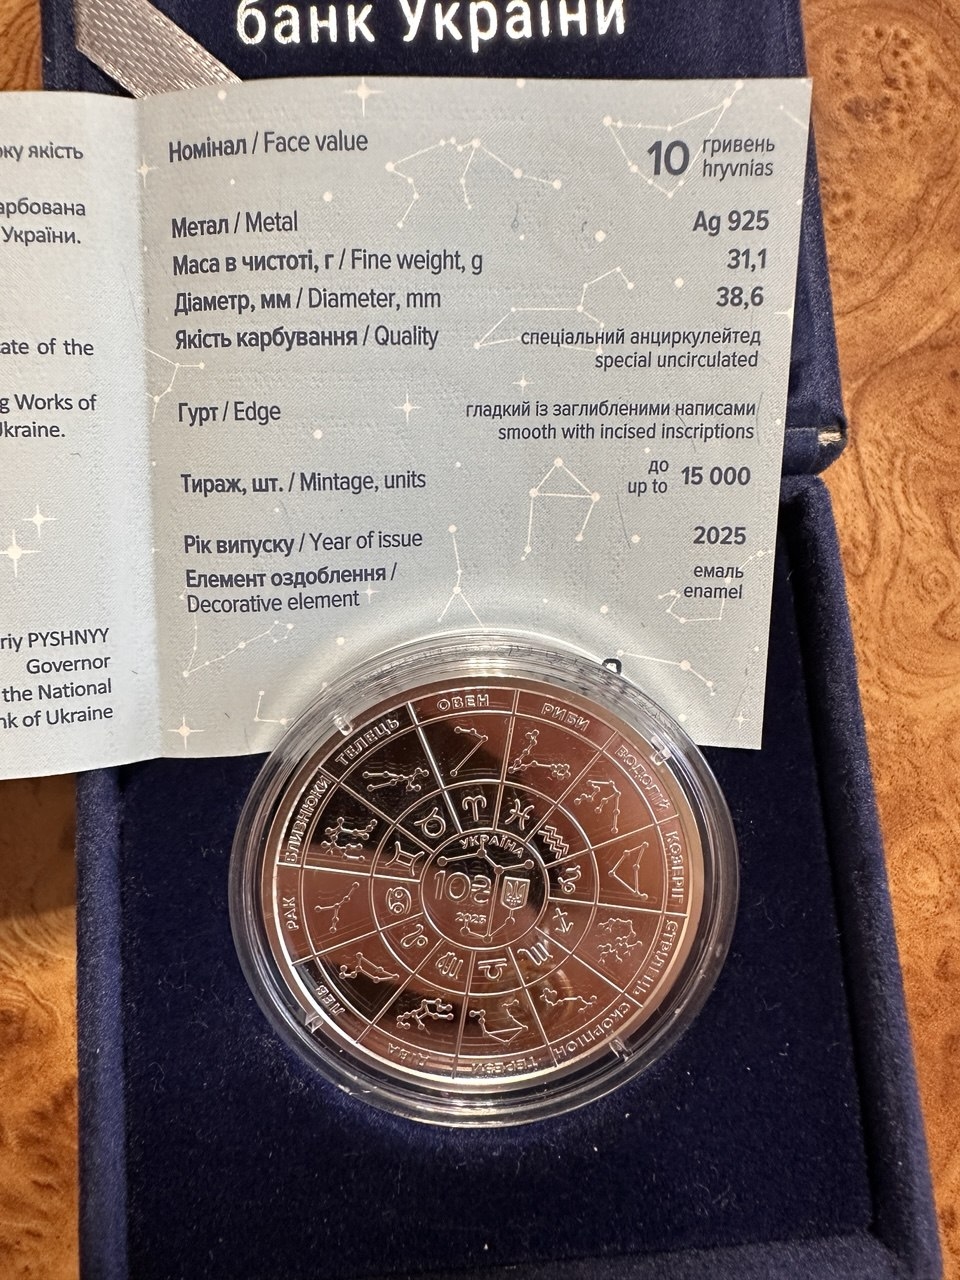 банк України
оку якість
арбована
України.
ate of the
g Works of
Ukraine.
riy PYSHNYY
Governor
the National
nk of Ukraine
Номінал / Face value
10 гривень
hryvnias
Метал / Metal Ag 925
Маса в чистоті, г / Fine weight, g 31,1
Діаметр, мм / Diameter, mm 38,6
Якість карбування / Quality спеціальний анциркулейтед
special uncirculated
Гурт / Edge гладкий із заглибленими написами
smooth with incised inscriptions
Тираж, шт. / Mintage, units до 15 000
up to
Рік випуску / Year of issue 2025
Елемент оздоблення / емаль
Decorative element enamel
ОВЕН
РИБИ
ВОДОЛІЙ
КОЗЕРІГ
СТРІЛЕЦЬ
СКОРПІОН
ТЕРЕЗИ
ДІВА
ЛЕВ
РАК
БЛИЗНЮКИ
ТЕЛЕЦЬ
УКРАЇНА
10₴
2025